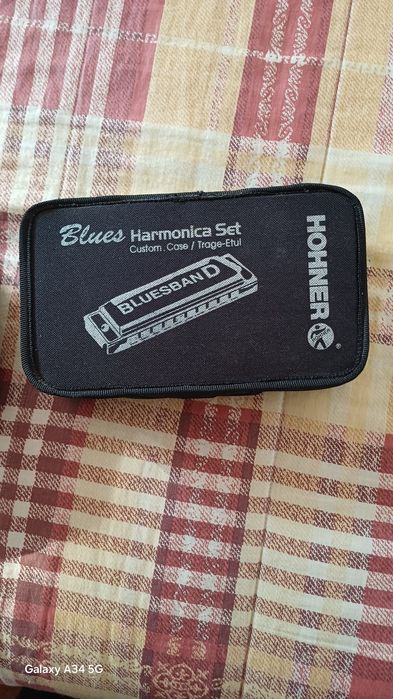 Blues Harmonica Set
Custom.Case / Trage-Etui
BLUESBAND
HOHNER
®
Galaxy A34 5G